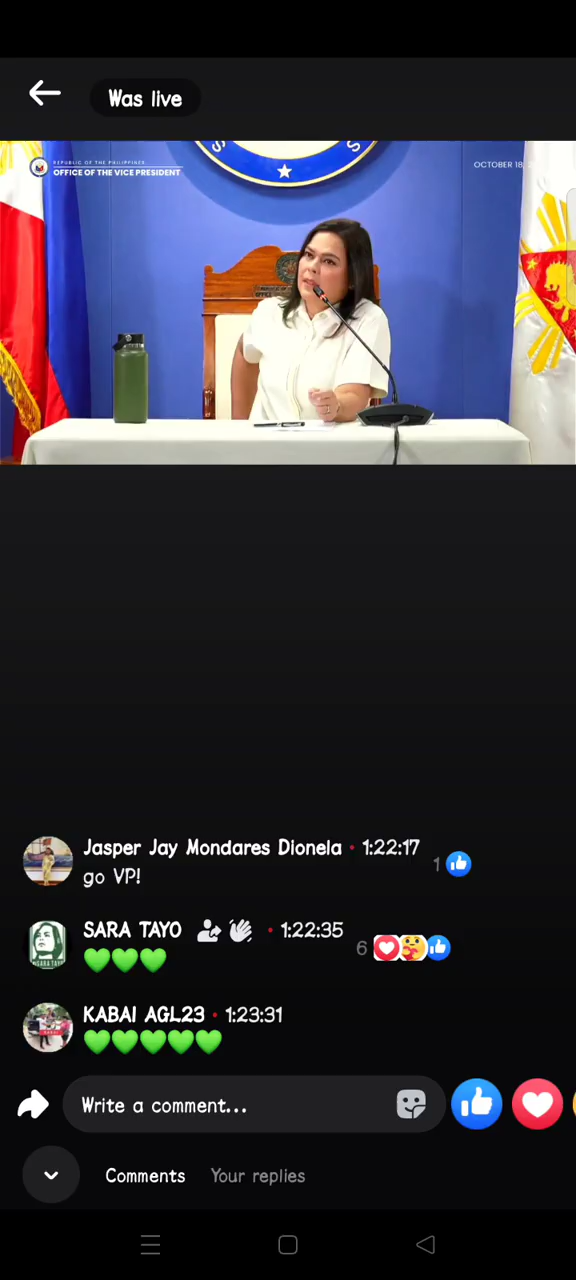 Was live
REPUBLIC OF THE PHILIPPINES
OFFICE OF THE VICE PRESIDENT
OCTOBER 18,
S
S
Jasper Jay Mondares Dionela • 1:22:17
go VP!
1
SARA TAYO • 1:22:35
💚💚💚
6
SARA TAYO
KABAI AGL23 • 1:23:31
💚💚💚💚💚
Write a comment...
Comments Your replies